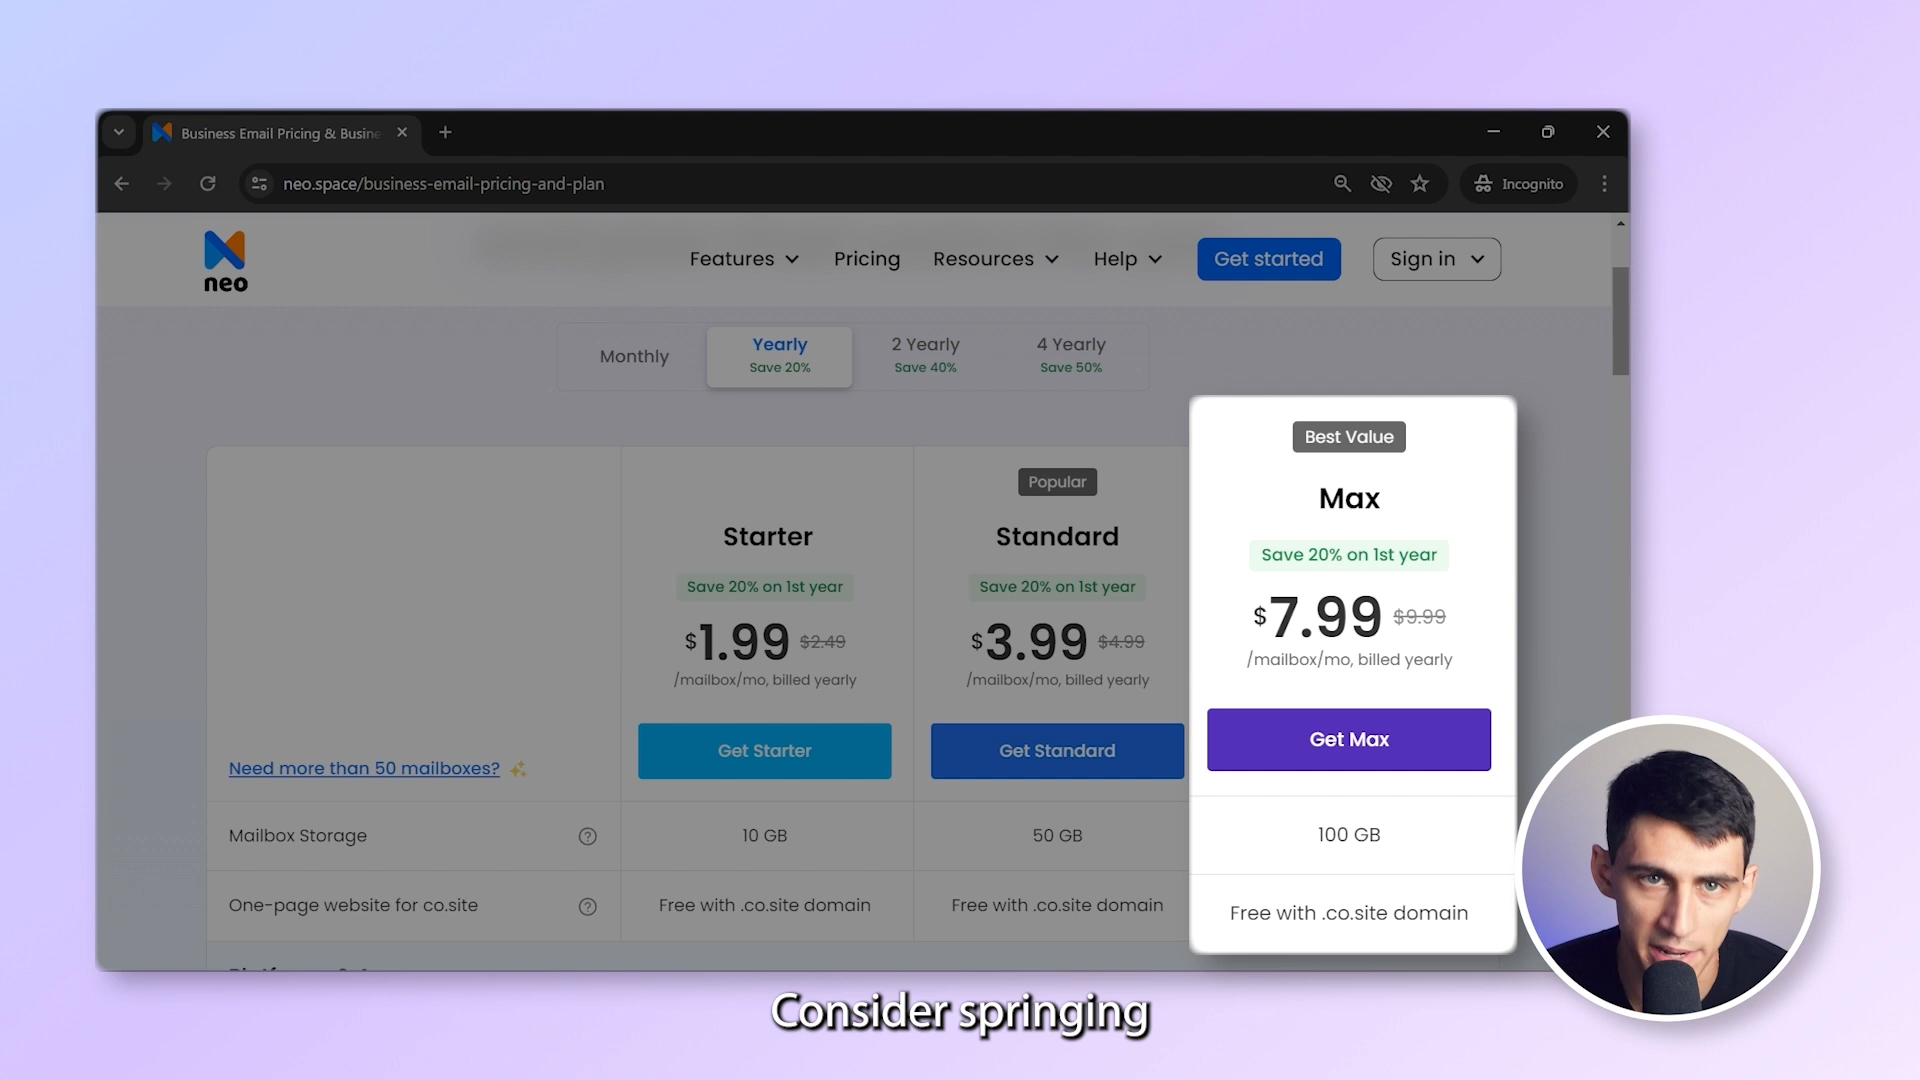 Business Email Pricing & Busine
neo.space/business-email-pricing-and-plan
Incognito
neo
Features
Pricing
Resources
Help
Get started
Sign in
Monthly
Yearly
Save 20%
2 Yearly
Save 40%
4 Yearly
Save 50%
Need more than 50 mailboxes?
Starter
Save 20% on 1st year
$1.99 $2.49
/mailbox/mo, billed yearly
Get Starter
Popular
Standard
Save 20% on 1st year
$3.99 $4.99
/mailbox/mo, billed yearly
Get Standard
Best Value
Max
Save 20% on 1st year
$7.99 $9.99
/mailbox/mo, billed yearly
Get Max
Mailbox Storage
10 GB
50 GB
100 GB
One-page website for co.site
Free with .co.site domain
Free with .co.site domain
Free with .co.site domain
Consider springing